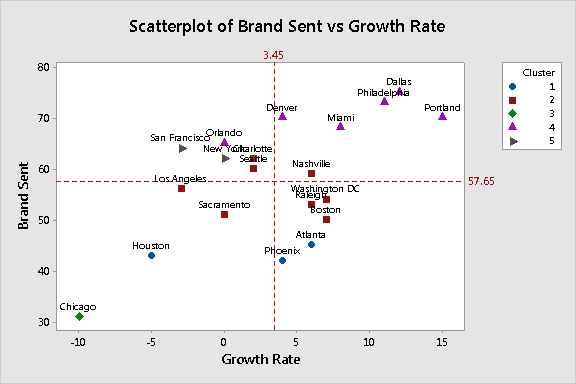 Scatterplot of Brand Sent vs Growth Rate
3.45
80
70
60
50
40
30
Brand Sent
57.65
Dallas
Philadelphia
Denver
Portland
Miami
Orlando
San Francisco
New York
Charlotte
Seattle
Nashville
Los Angeles
Washington DC
Raleigh
Sacramento
Boston
Atlanta
Houston
Phoenix
Chicago
-10 -5 0 5 10 15
Growth Rate
Cluster
1
2
3
4
5